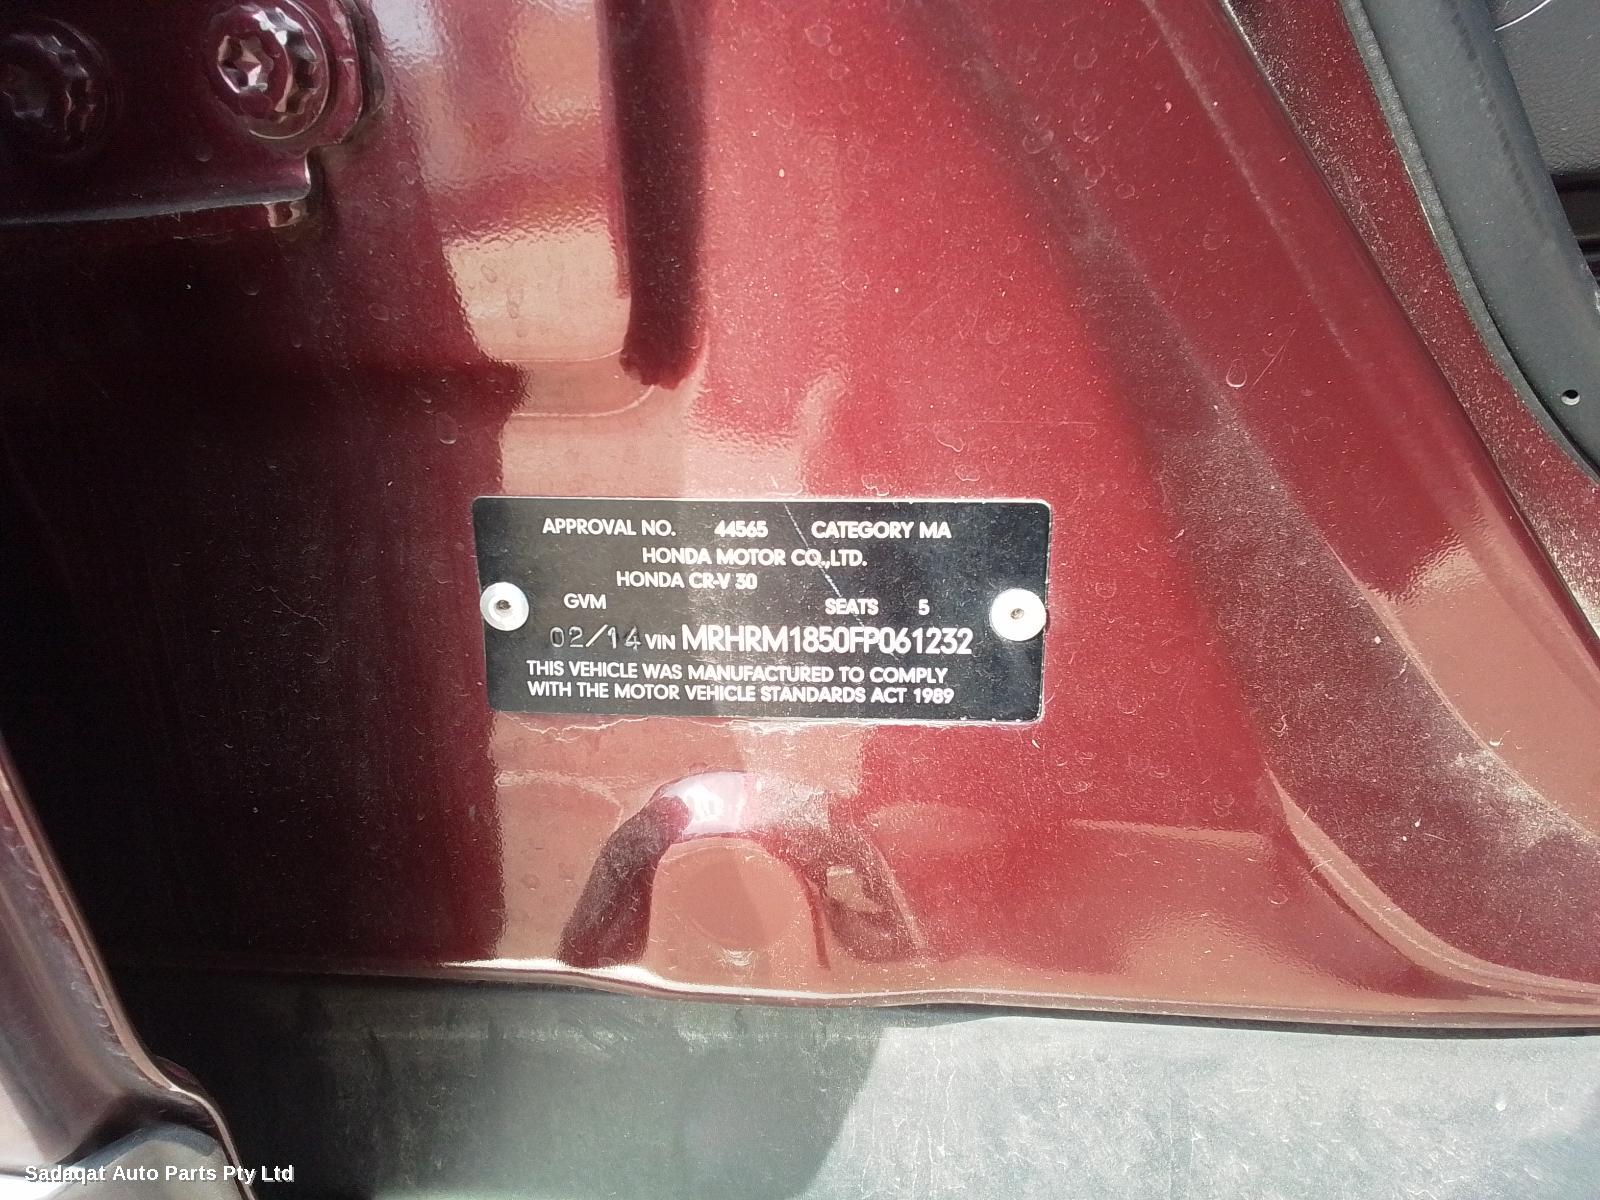 APPROVAL NO. 44565 CATEGORY MA
HONDA MOTOR CO.,LTD.
HONDA CR-V 30
GVM SEATS 5
02/14 VIN MRHRM1850FP061232
THIS VEHICLE WAS MANUFACTURED TO COMPLY
WITH THE MOTOR VEHICLE STANDARDS ACT 1989
Sadaqat Auto Parts Pty Ltd